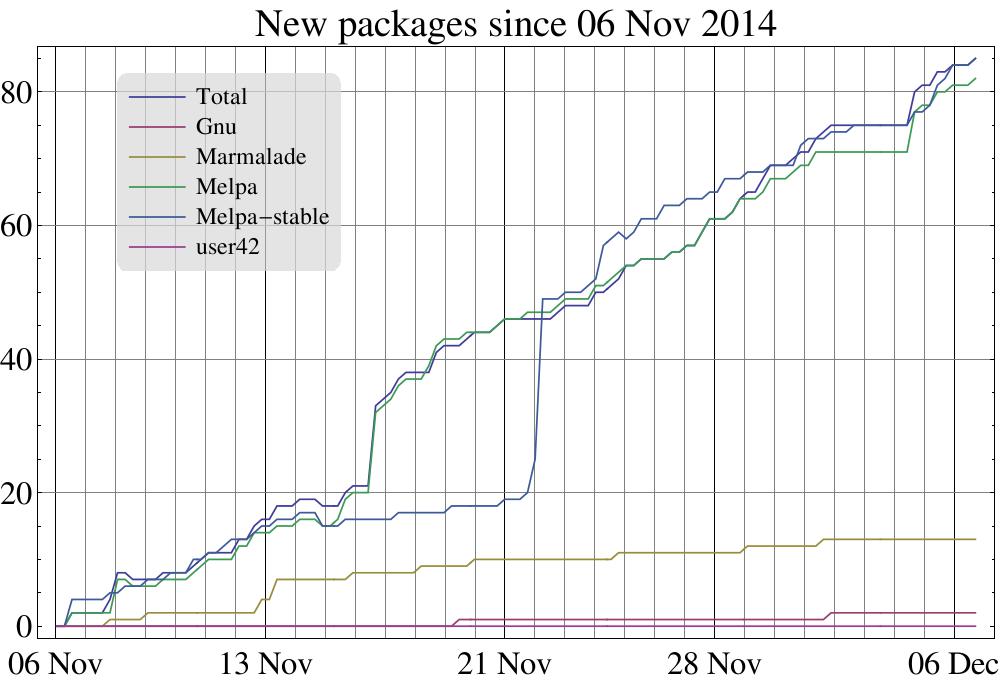 New packages since 06 Nov 2014
80
60
40
20
0
Total
Gnu
Marmalade
Melpa
Melpa-stable
user42
06 Nov 13 Nov 21 Nov 28 Nov 06 Dec